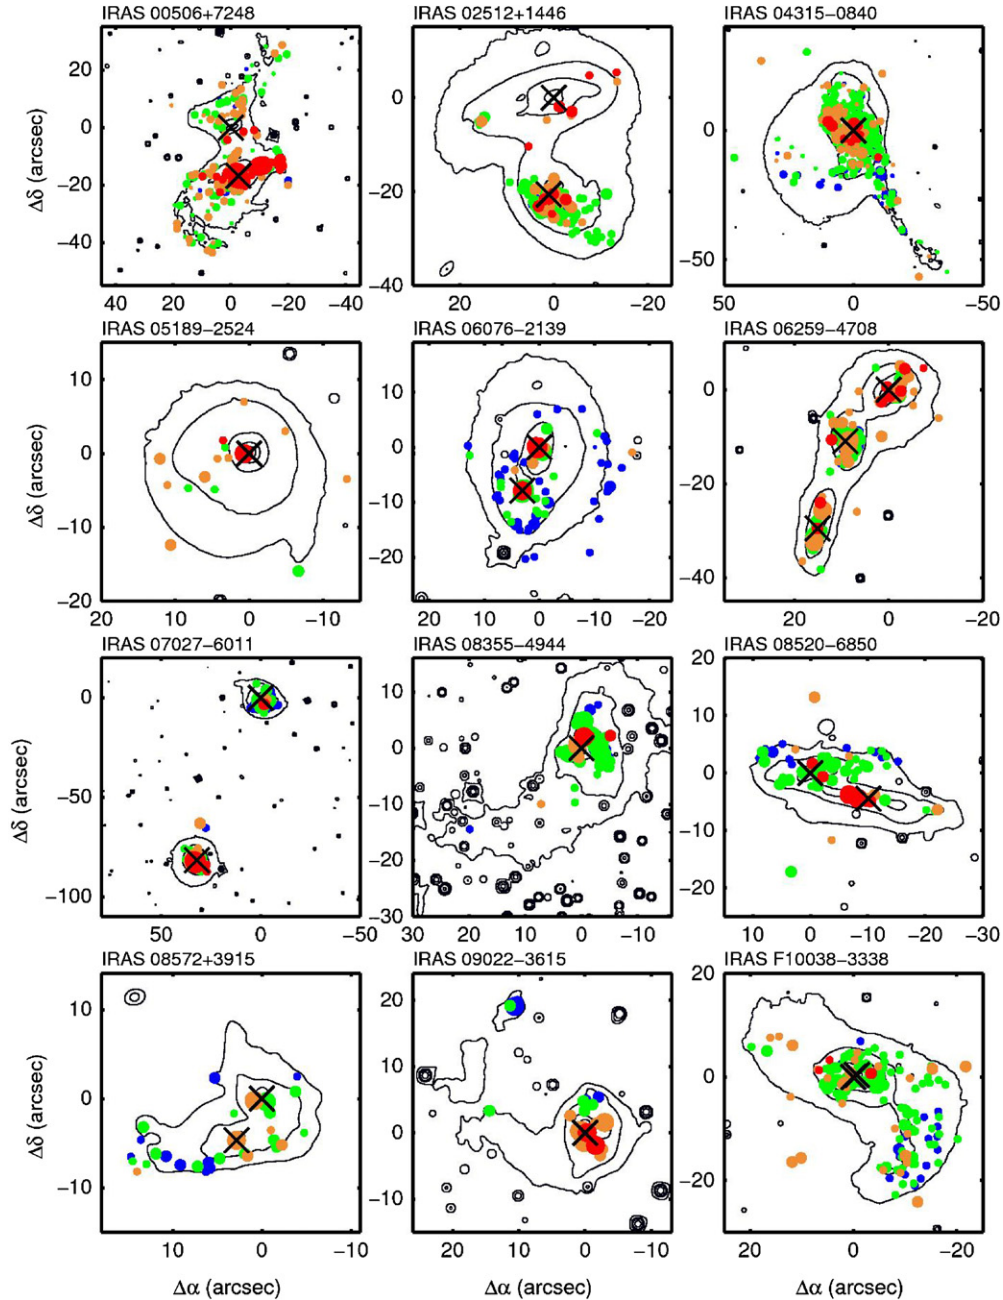 IRAS 00506+7248
IRAS 02512+1446
IRAS 04315−0840
20
0
−20
−40
0
−20
−40
0
−50
Δδ (arcsec)
40 20 0 −20 −40
20 0 −20
50 0 −50
IRAS 05189−2524
IRAS 06076−2139
IRAS 06259−4708
10
0
−10
−20
10
0
−10
−20
0
−20
−40
Δδ (arcsec)
10 0 −10
20 10 0 −10 −20
20 0 −20
IRAS 07027−6011
IRAS 08355−4944
IRAS 08520−6850
0
−50
−100
10
0
−10
−20
−30
20
10
0
−10
−20
Δδ (arcsec)
50 0 −50
30 20 10 0 −10
10 0 −10 −20 −30
IRAS 08572+3915
IRAS 09022−3615
IRAS F10038−3338
10
0
−10
20
10
0
−10
20
0
−20
Δδ (arcsec)
10 0 −10
20 10 0 −10
20 0 −20
Δα (arcsec)
Δα (arcsec)
Δα (arcsec)